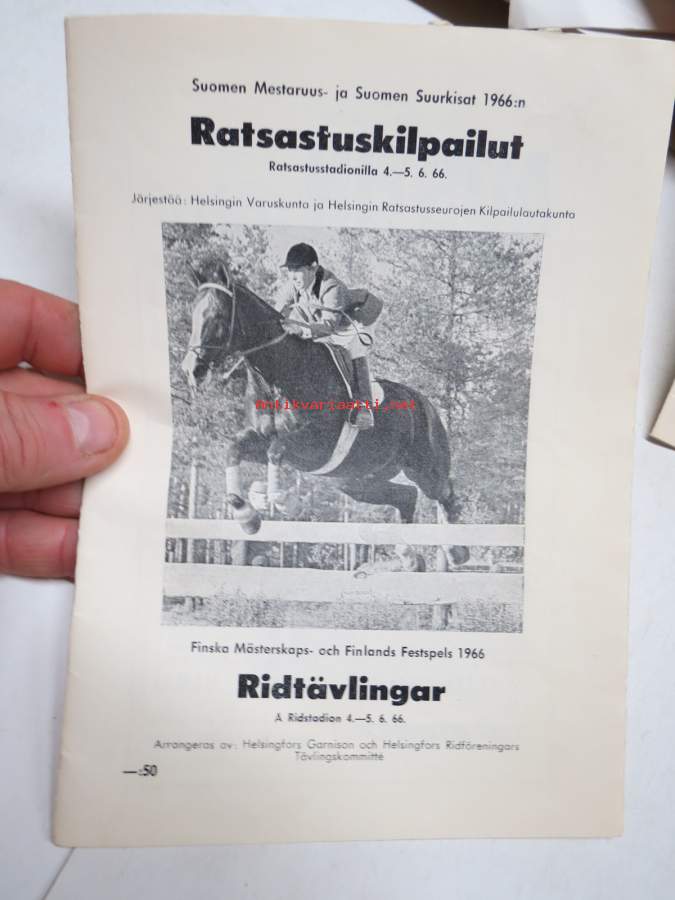 Suomen Mestaruus- ja Suomen Suurkisat 1966:n
Ratsastuskilpailut
Ratsastusstadionilla 4.—5. 6. 66.
Järjestää: Helsingin Varuskunta ja Helsingin Ratsastusseurojen Kilpailulautakunta
Antikvariaatti.net
Finska Mästerskaps- och Finlands Festspels 1966
Ridtävlingar
Å Ridstadion 4.—5. 6. 66.
Arrangeras av: Helsingfors Garnison och Helsingfors Ridföreningars
Tävlingskommitté
—:50